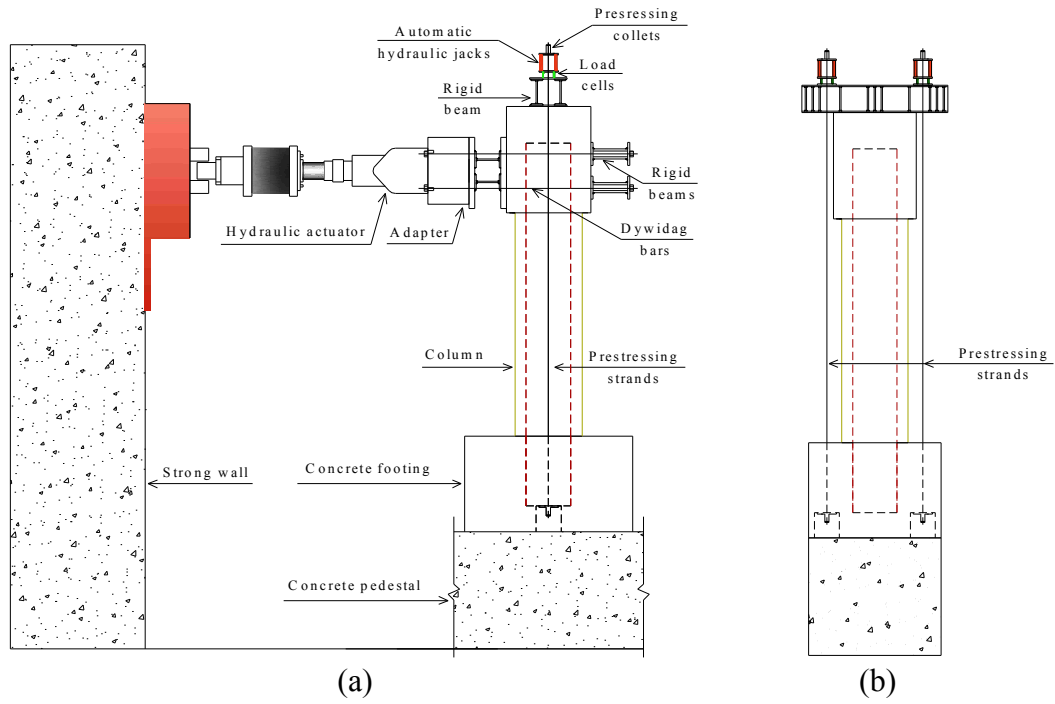 Presressing
collets
Automatic
hydraulic jacks
Load
cells
Rigid
beam
Rigid
beams
Hydraulic actuator
Adapter
Dywidag
bars
Column
Prestressing
strands
Prestressing
strands
Strong wall
Concrete footing
Concrete pedestal
(a)
(b)